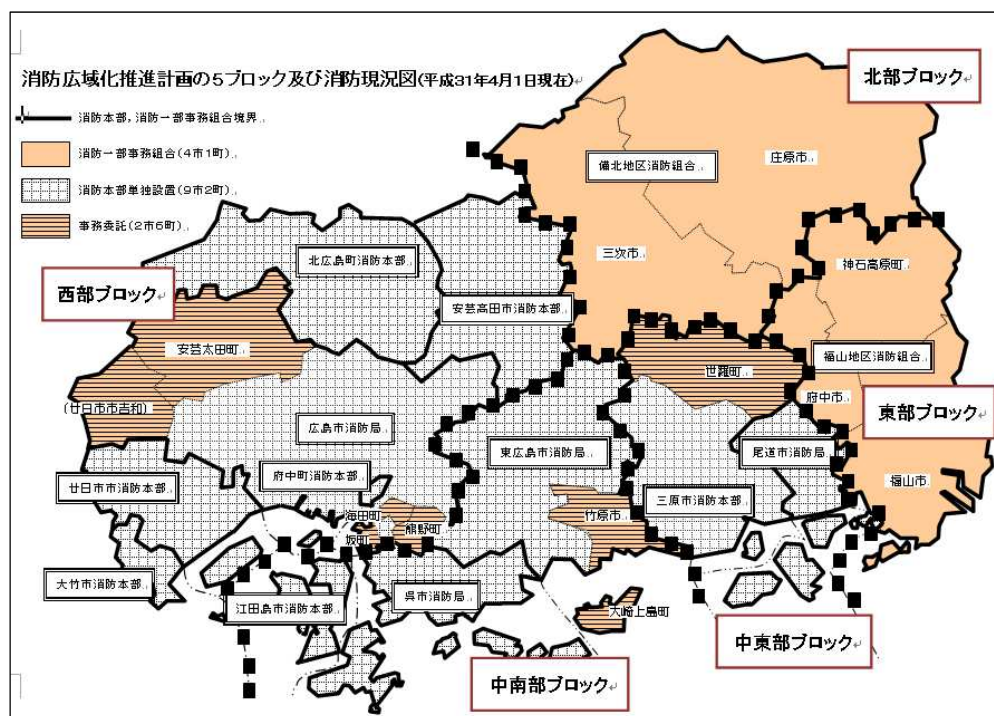 消防広域化推進計画の5ブロック及び消防現況図(平成31年4月1日現在)
消防本部,消防一部事務組合境界
消防一部事務組合(4市1町)
消防本部単独設置(9市2町)
事務委託(2市6町)
北部ブロック
庄原市
備北地区消防組合
三次市
神石高原町
北広島町消防本部
西部ブロック
安芸高田市消防本部
安芸太田町
福山地区消防組合
世羅町
府中市
(廿日市市吉和)
東部ブロック
広島市消防局
東広島市消防局
尾道市消防局
府中町消防本部
廿日市市消防本部
福山市
三原市消防本部
海田町
竹原市
熊野町
坂町
大竹市消防本部
江田島市消防本部
呉市消防局
大崎上島町
中東部ブロック
中南部ブロック